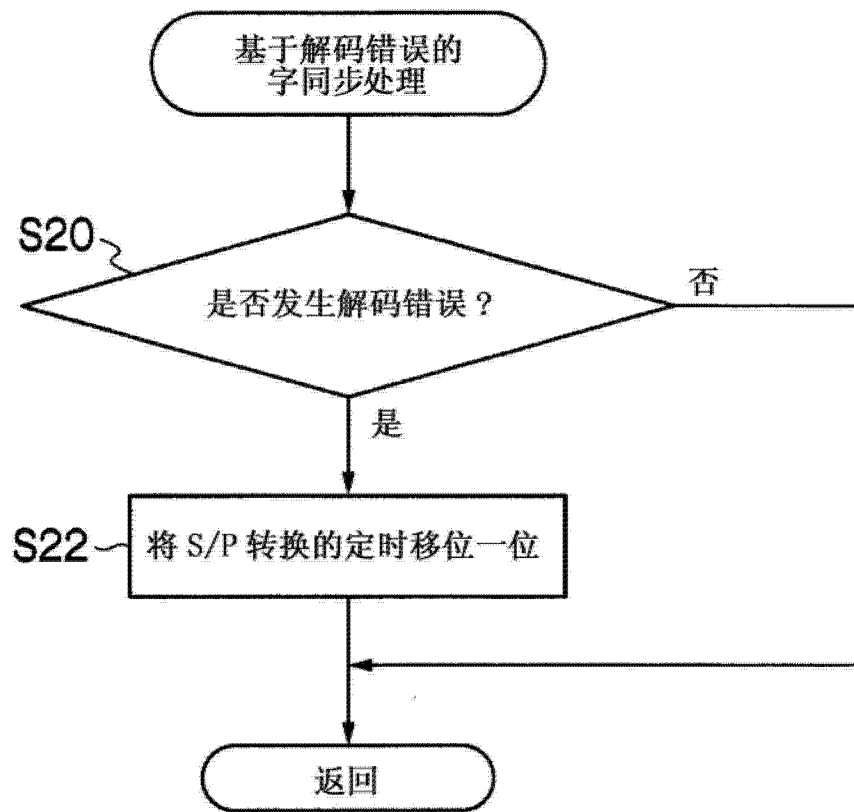 基于解码错误的
字同步处理
S20
是否发生解码错误？
否
是
S22
将 S/P 转换的定时移位一位
返回